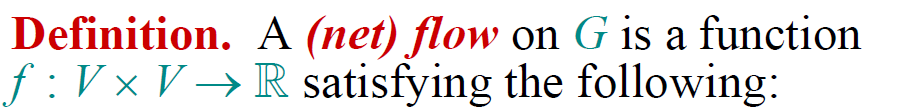 Definition. A (net) flow on G is a function
f : V × V → ℝ satisfying the following: